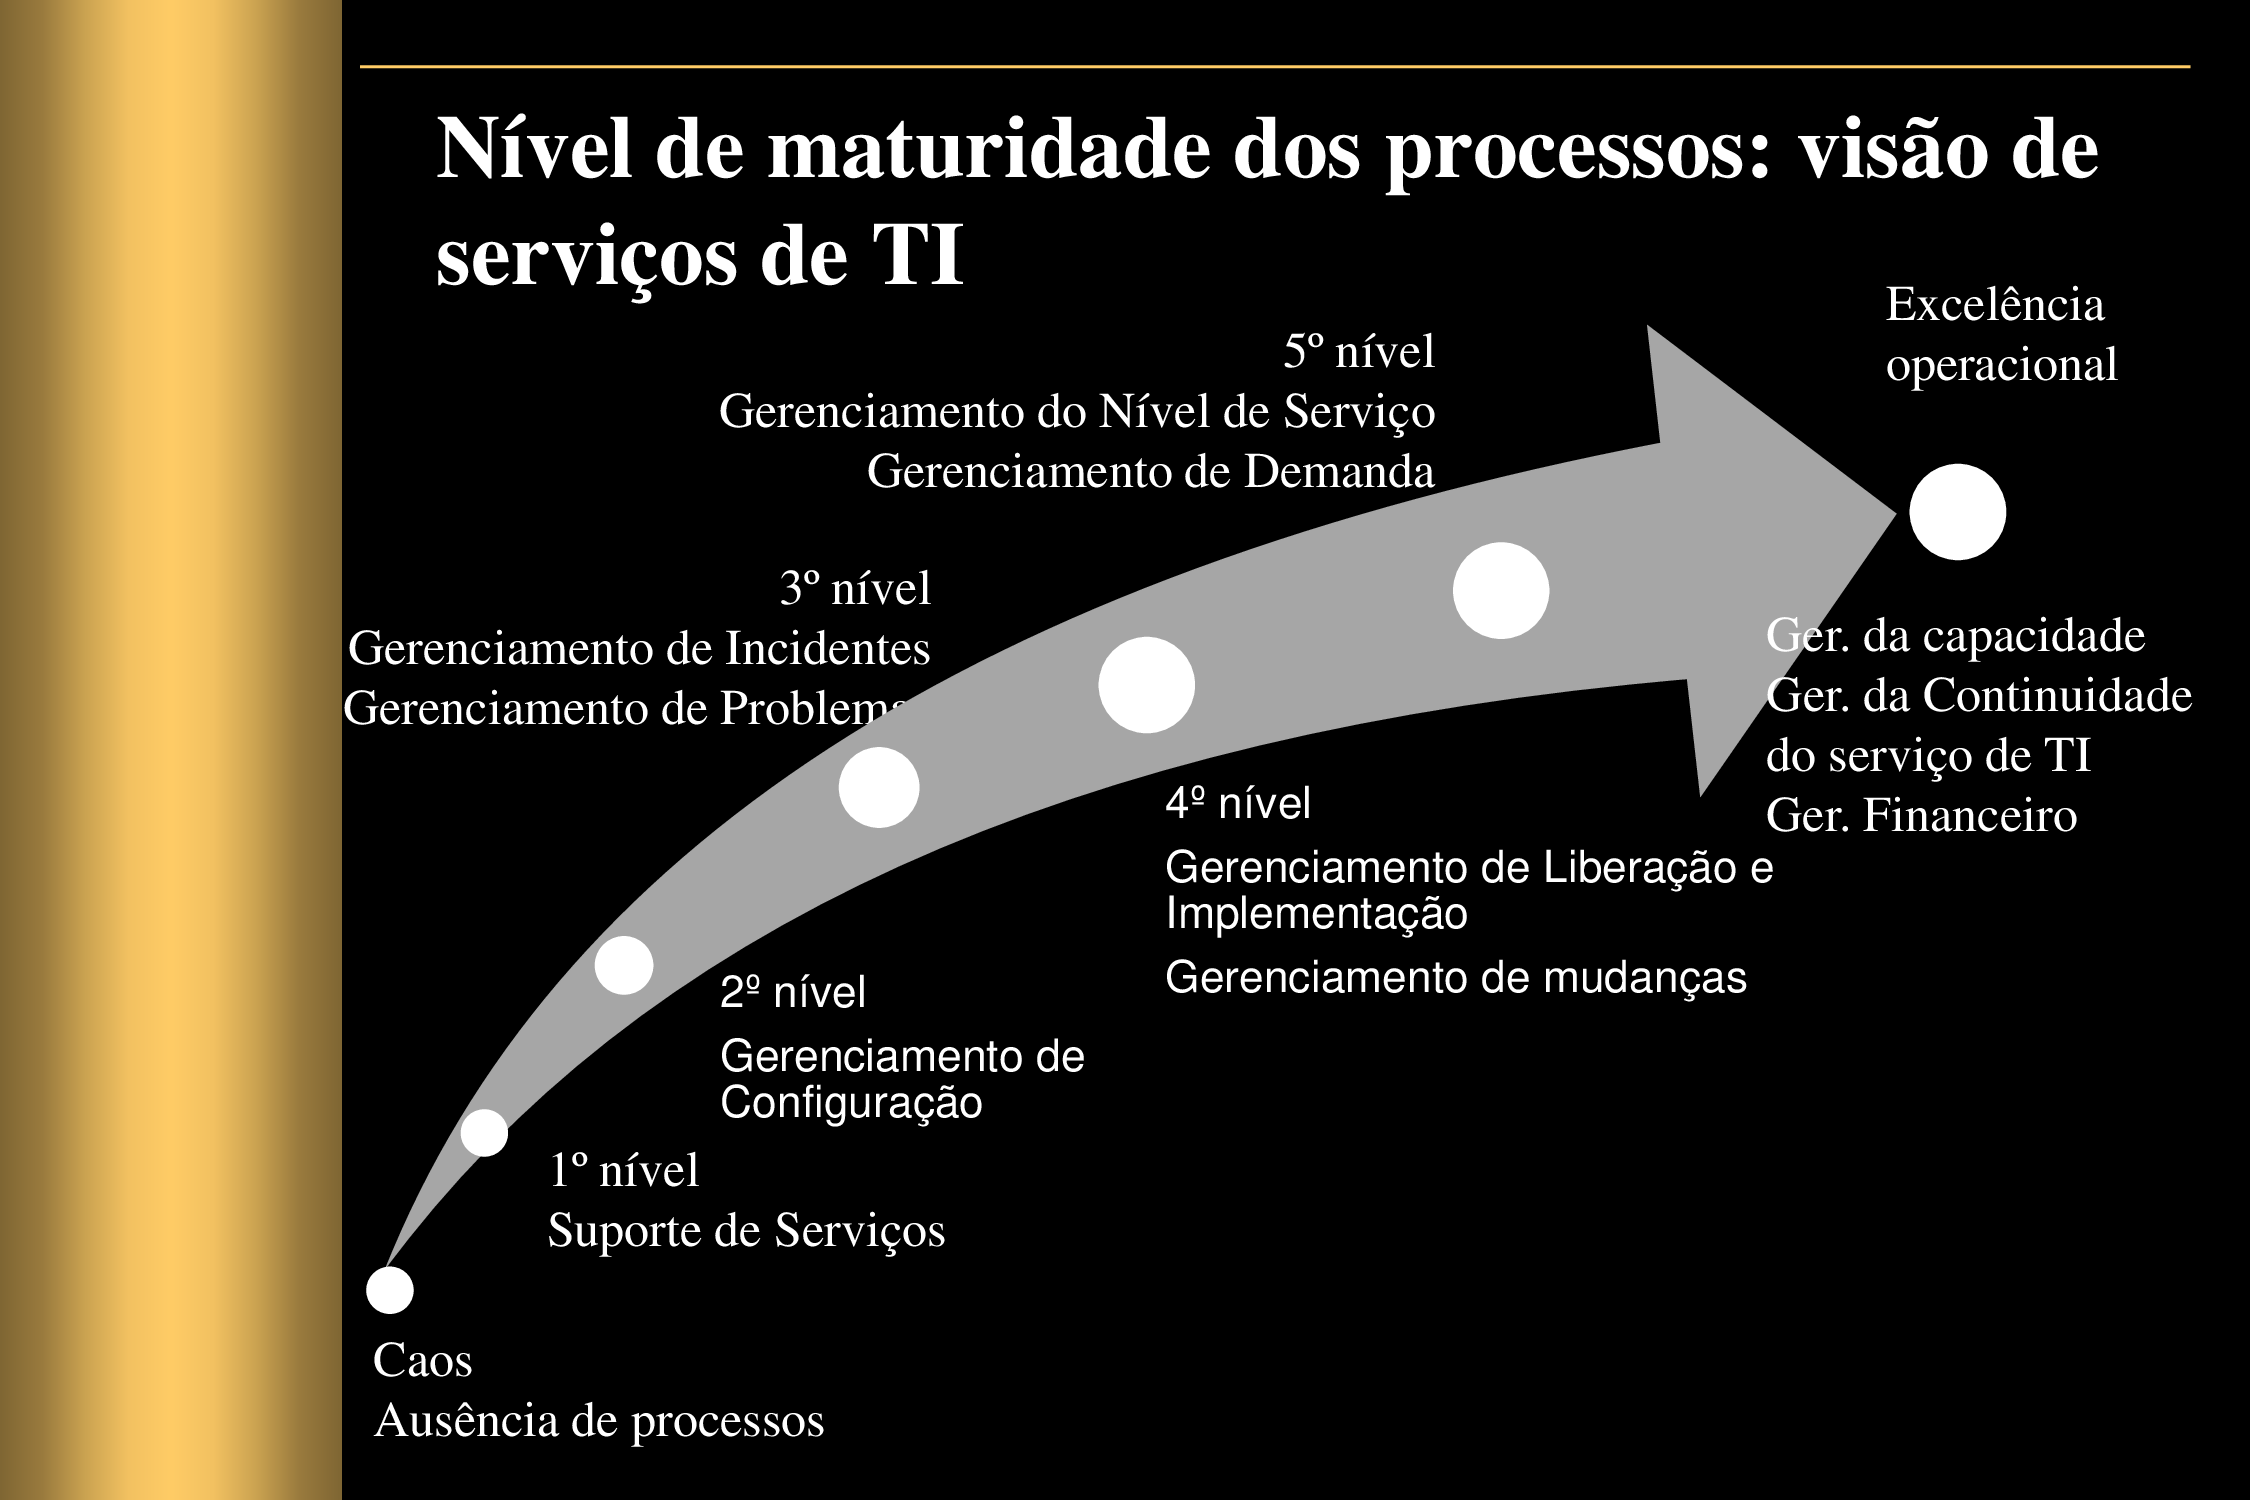 Nível de maturidade dos processos: visão de
serviços de TI
Excelência
operacional
5º nível
Gerenciamento do Nível de Serviço
Gerenciamento de Demanda
3º nível
Gerenciamento de Incidentes
Gerenciamento de Problemas
Ger. da capacidade
Ger. da Continuidade
do serviço de TI
Ger. Financeiro
4º nível
Gerenciamento de Liberação e
Implementação
Gerenciamento de mudanças
2º nível
Gerenciamento de
Configuração
1º nível
Suporte de Serviços
Caos
Ausência de processos